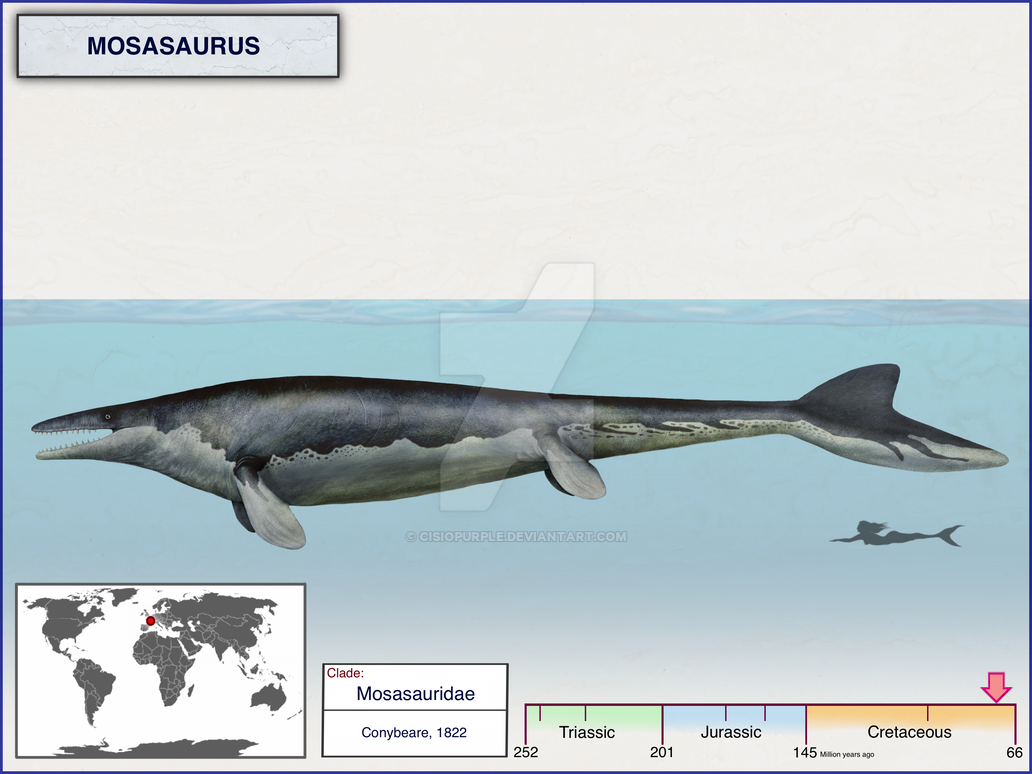 MOSASAURUS
© CISIOPURPLE.DEVIANTART.COM
Clade:
Mosasauridae
Conybeare, 1822
Triassic
Jurassic
Cretaceous
252
201
145 Million years ago
66